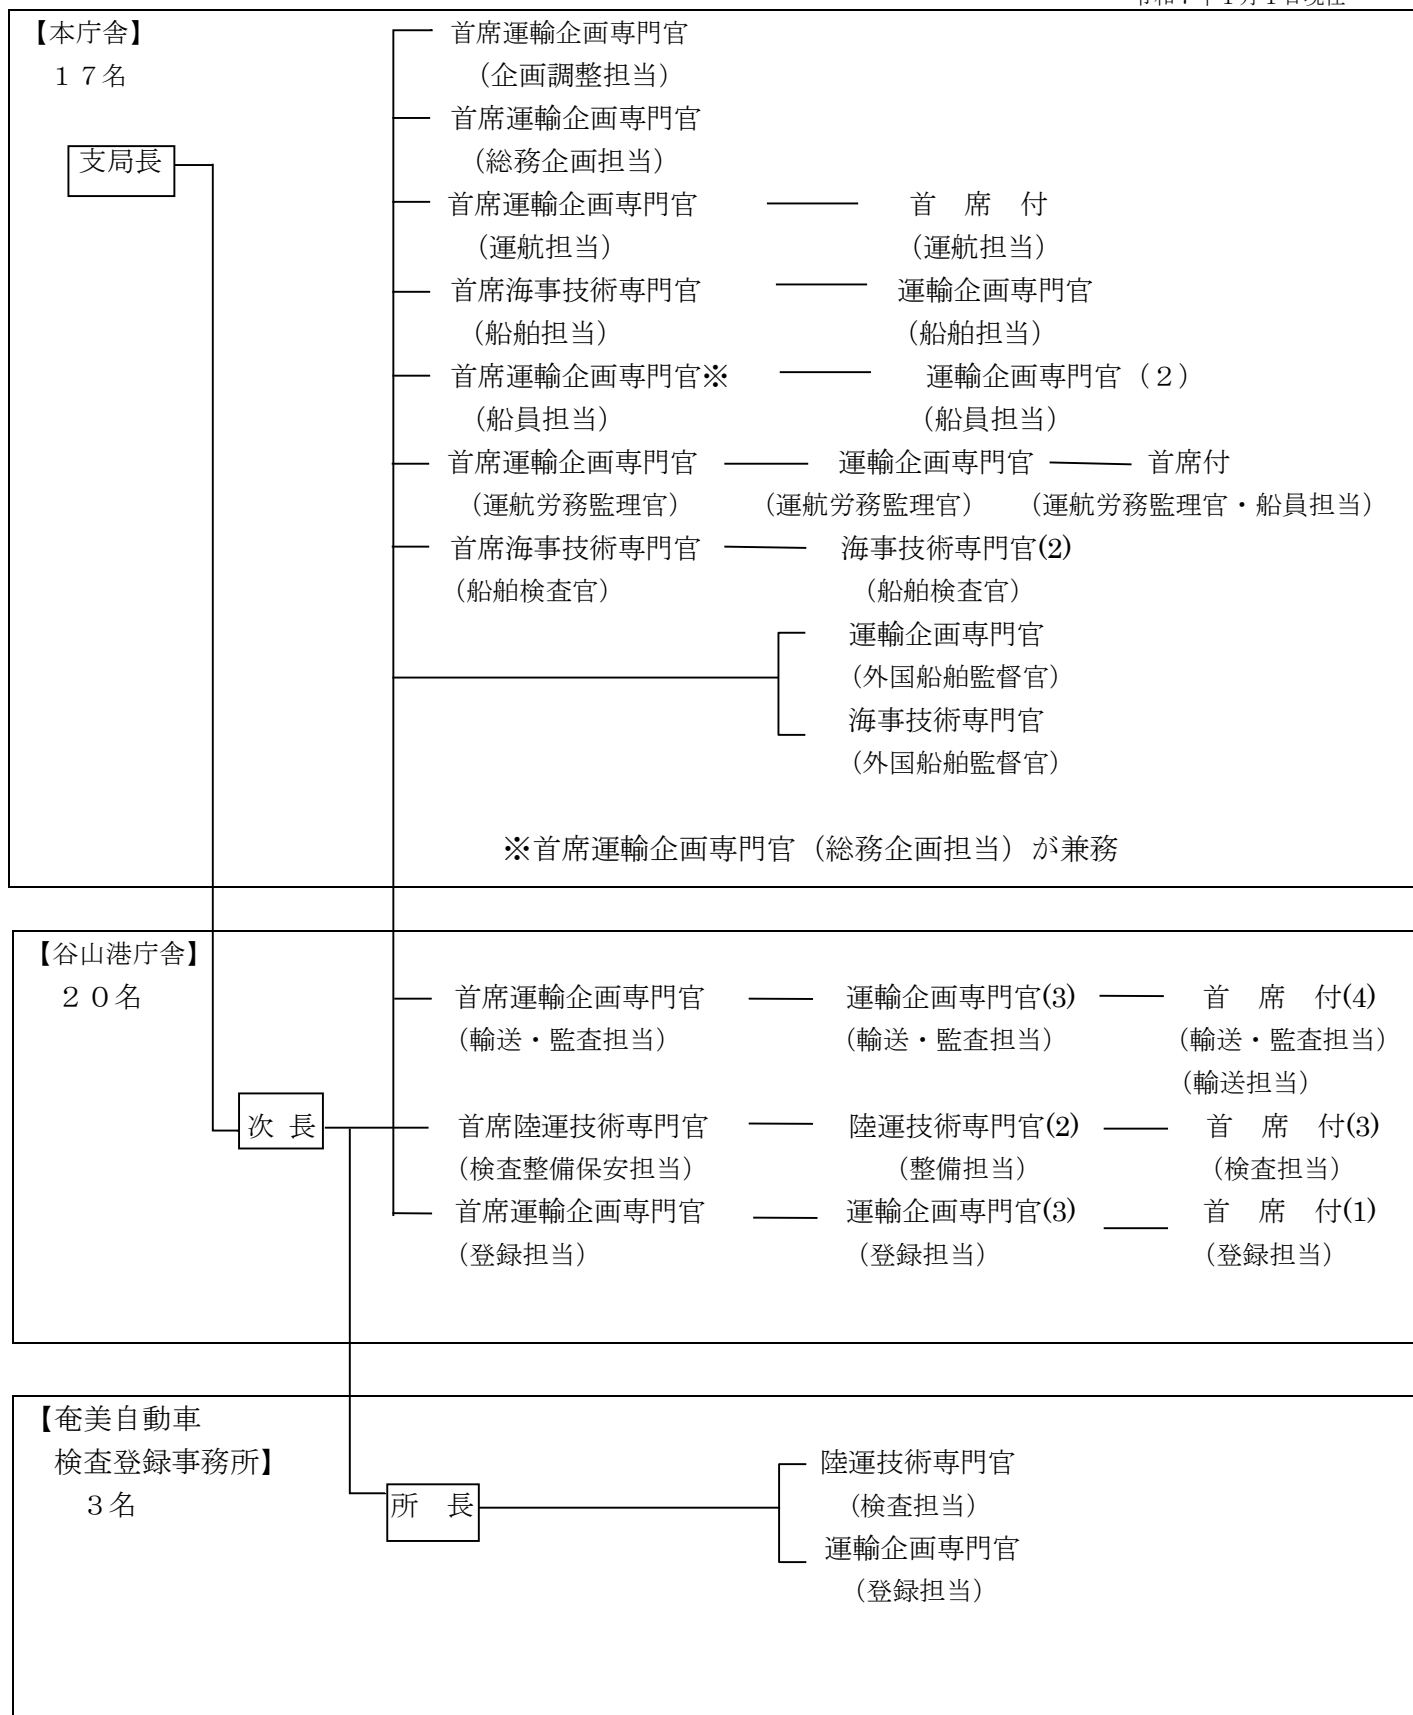 【本庁舎】
１７名
支局長
首席運輸企画専門官
（企画調整担当）
首席運輸企画専門官
（総務企画担当）
首席運輸企画専門官 首　席　付
（運航担当） （運航担当）
首席海事技術専門官 運輸企画専門官
（船舶担当） （船舶担当）
首席運輸企画専門官※ 運輸企画専門官（２）
（船員担当） （船員担当）
首席運輸企画専門官 運輸企画専門官 首席付
（運航労務監理官） （運航労務監理官） （運航労務監理官・船員担当）
首席海事技術専門官 海事技術専門官(2)
（船舶検査官） （船舶検査官）
運輸企画専門官
（外国船舶監督官）
海事技術専門官
（外国船舶監督官）
※首席運輸企画専門官（総務企画担当）が兼務
【谷山港庁舎】
２０名
次 長
首席運輸企画専門官 運輸企画専門官(3) 首　席　付(4)
（輸送・監査担当） （輸送・監査担当） （輸送・監査担当）
（輸送担当）
首席陸運技術専門官 陸運技術専門官(2) 首　席　付(3)
（検査整備保安担当） （整備担当） （検査担当）
首席運輸企画専門官 運輸企画専門官(3) 首　席　付(1)
（登録担当） （登録担当） （登録担当）
【奄美自動車
検査登録事務所】
３名
所　長
陸運技術専門官
（検査担当）
運輸企画専門官
（登録担当）